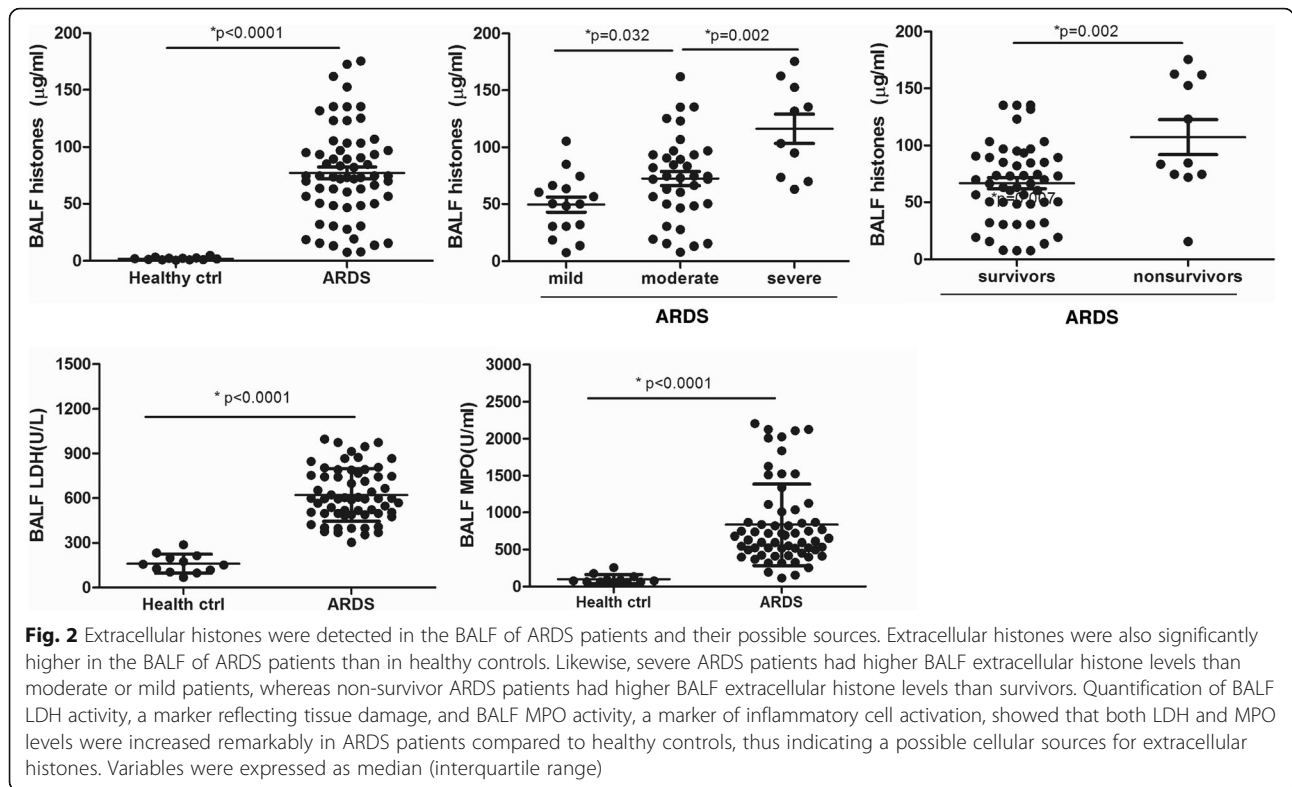 *p<0.0001
BALF histones (μg/ml)
200
150
100
50
0
Healthy ctrl ARDS
*p=0.032 *p=0.002
BALF histones (μg/ml)
200
150
100
50
0
mild moderate severe
ARDS
*p=0.002
BALF histones (μg/ml)
200
150
100
50
0
survivors nonsurvivors
ARDS
* p<0.0001
BALF LDH(U/L)
1500
1200
900
600
300
0
Health ctrl ARDS
* p<0.0001
BALF MPO(U/ml)
3000
2500
2000
1500
1000
500
0
Health ctrl ARDS
Fig. 2 Extracellular histones were detected in the BALF of ARDS patients and their possible sources. Extracellular histones were also significantly
higher in the BALF of ARDS patients than in healthy controls. Likewise, severe ARDS patients had higher BALF extracellular histone levels than
moderate or mild patients, whereas non-survivor ARDS patients had higher BALF extracellular histone levels than survivors. Quantification of BALF
LDH activity, a marker reflecting tissue damage, and BALF MPO activity, a marker of inflammatory cell activation, showed that both LDH and MPO
levels were increased remarkably in ARDS patients compared to healthy controls, thus indicating a possible cellular sources for extracellular
histones. Variables were expressed as median (interquartile range)